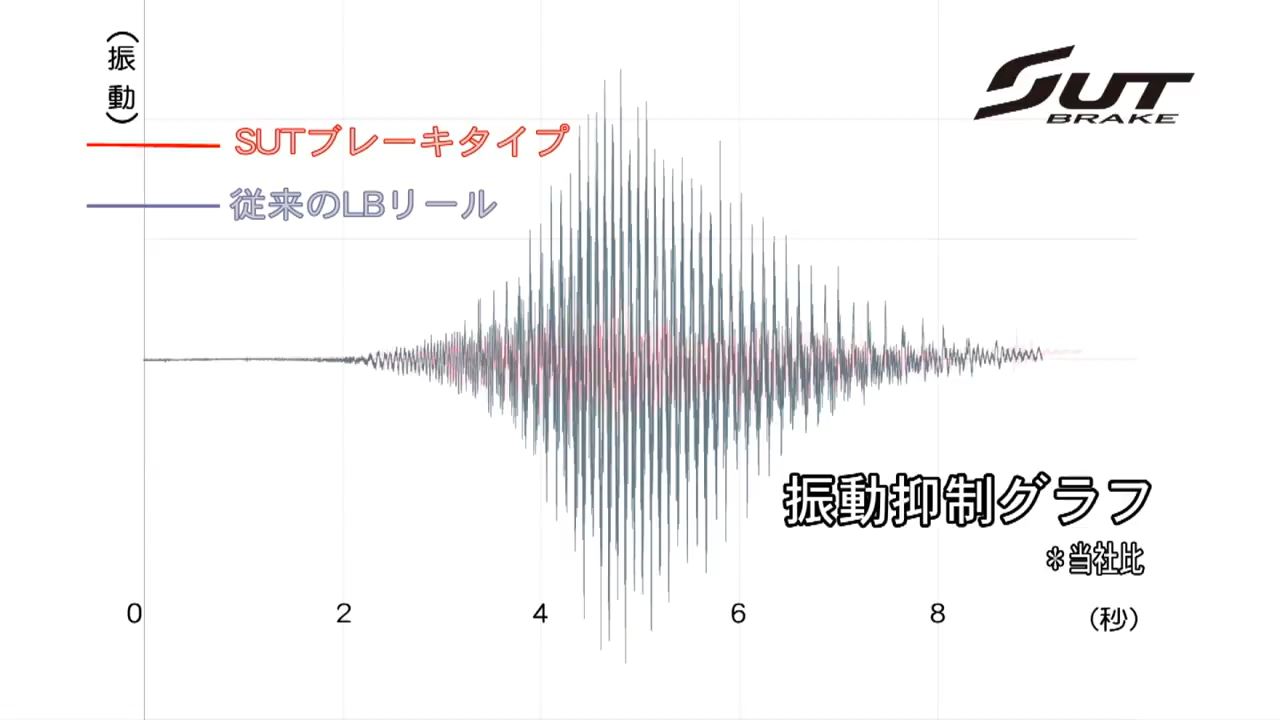 （振動）
SUT BRAKE
SUTブレーキタイプ
従来のLBリール
振動抑制グラフ
＊当社比
0 2 4 6 8 （秒）